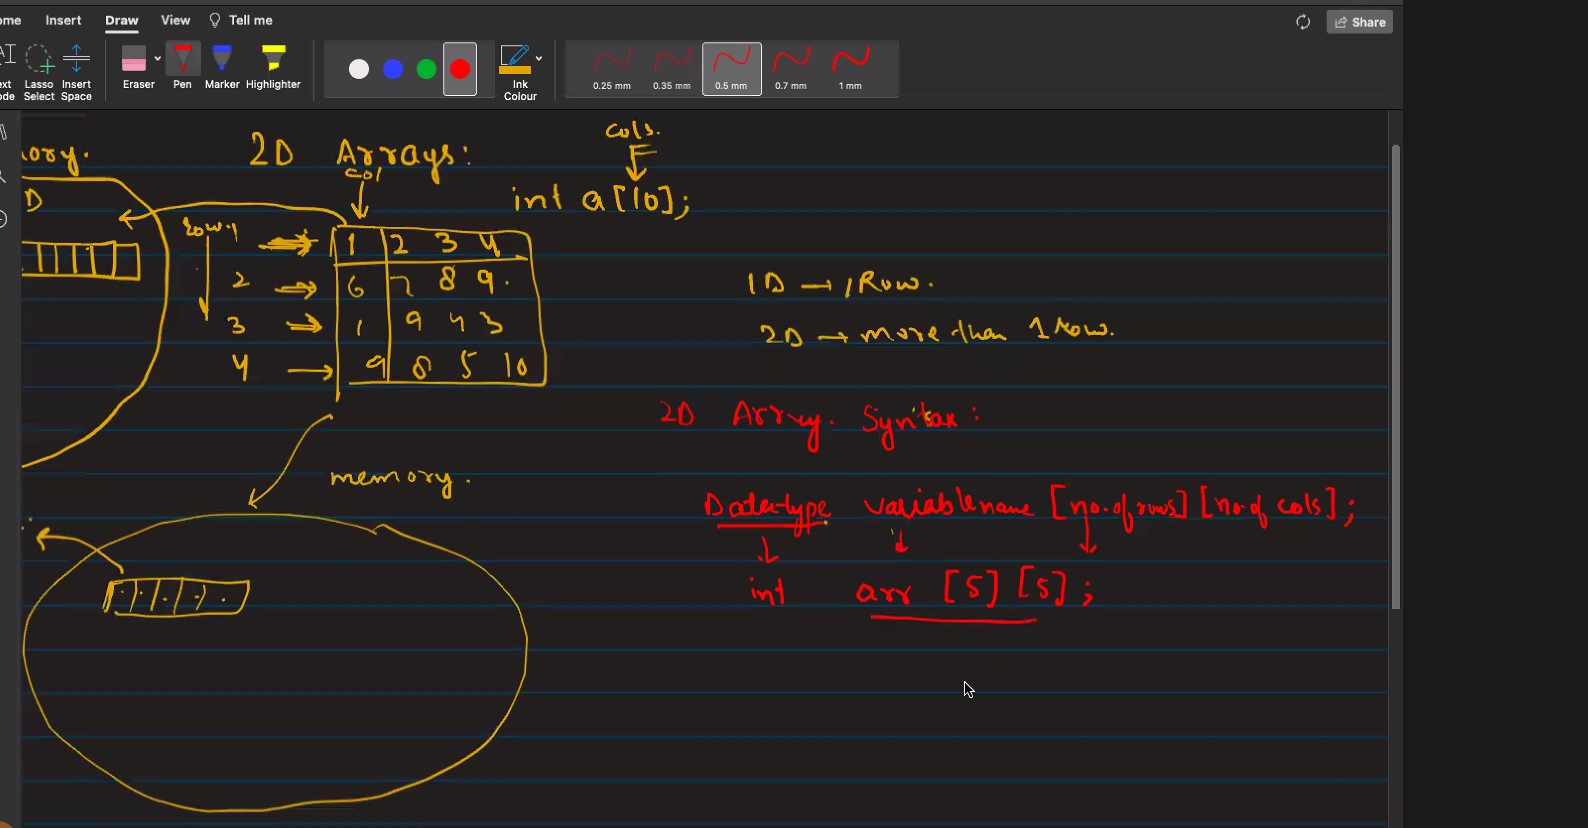 ome Insert Draw View Tell me Share
ext Lasso Insert Eraser Pen Marker Highlighter Ink 0.25 mm 0.35 mm 0.5 mm 0.7 mm 1 mm
ode Select Space Colour
cols.
ory. 2D Arrays:
col
D int a[10];
row.1 1 2 3 4
2 6 7 8 9.
1D → 1 Row.
3 1 9 4 3
2D → more than 1 row.
4 9 8 5 10
2D Array. Syntax:
memory.
Data-type variablename [no.of rows] [no.of cols];
int arr [5] [5];